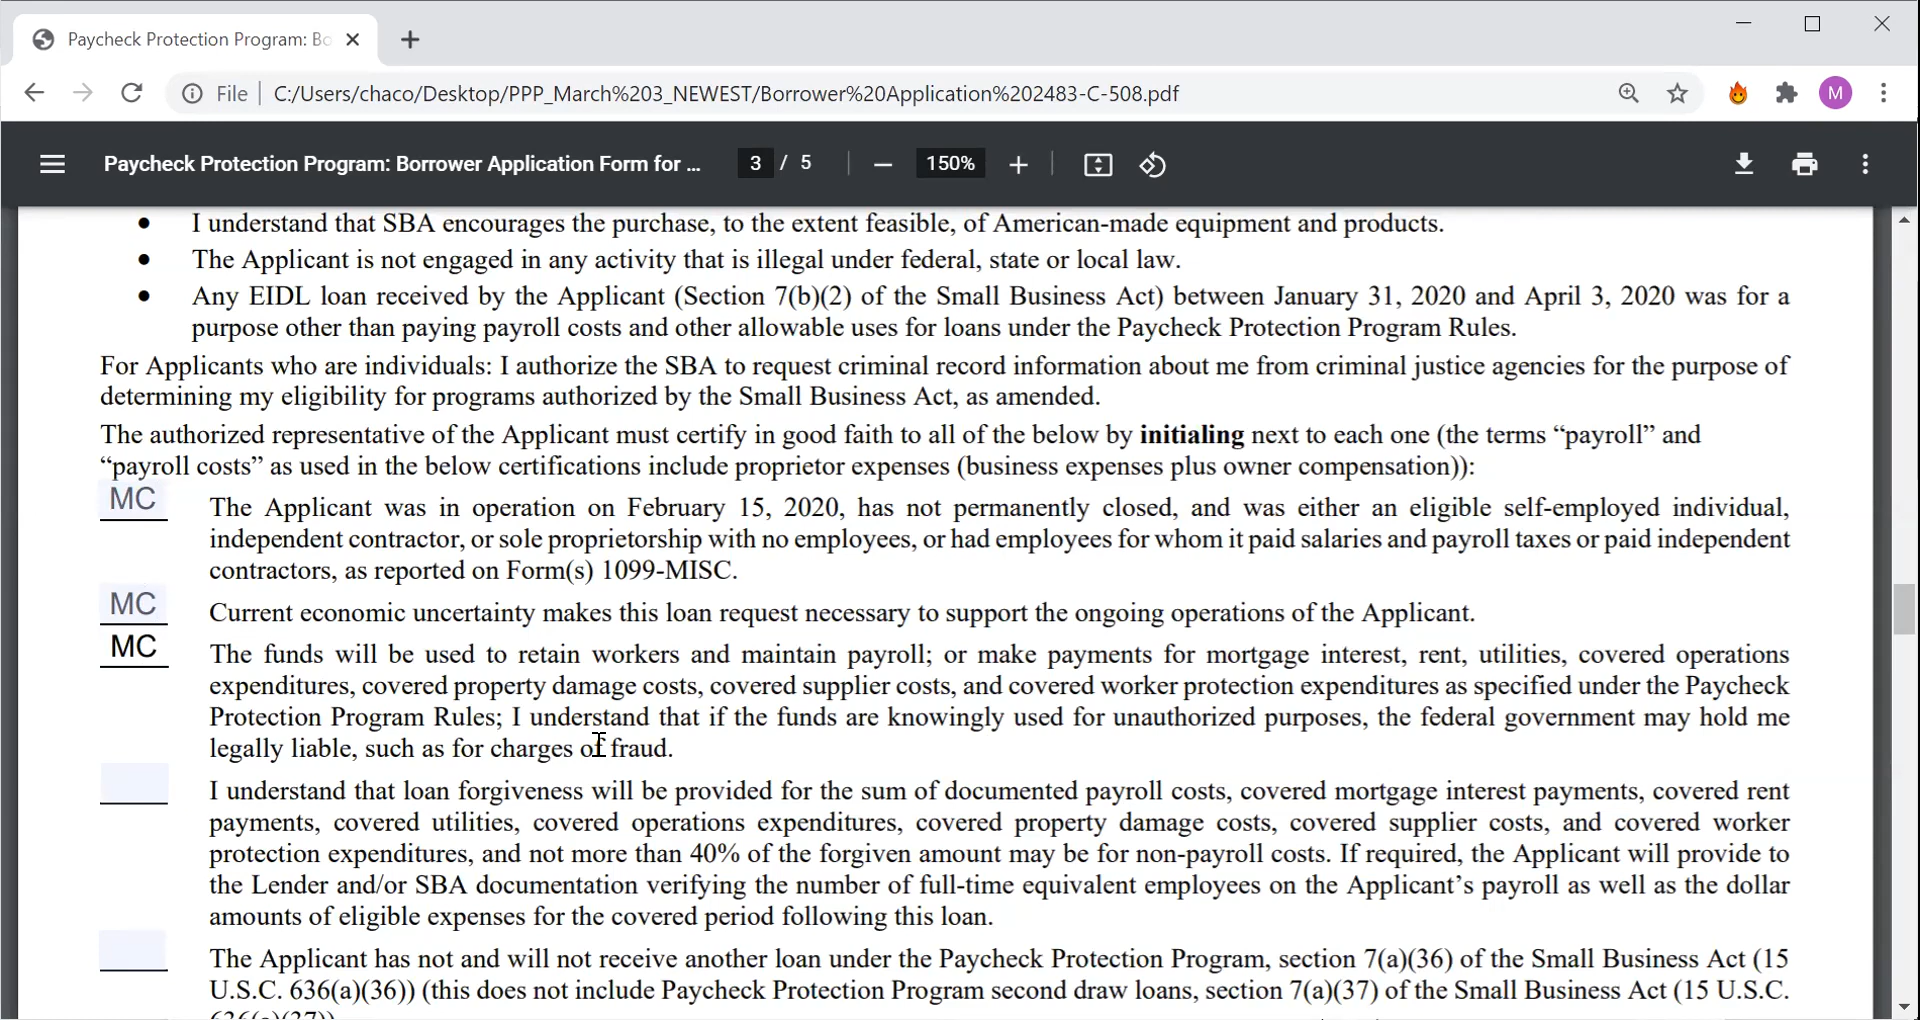 Paycheck Protection Program: Bo
File
C:/Users/chaco/Desktop/PPP_March%203_NEWEST/Borrower%20Application%202483-C-508.pdf
M
Paycheck Protection Program: Borrower Application Form for ...
3 / 5
150%
• I understand that SBA encourages the purchase, to the extent feasible, of American-made equipment and products.
• The Applicant is not engaged in any activity that is illegal under federal, state or local law.
• Any EIDL loan received by the Applicant (Section 7(b)(2) of the Small Business Act) between January 31, 2020 and April 3, 2020 was for a
purpose other than paying payroll costs and other allowable uses for loans under the Paycheck Protection Program Rules.
For Applicants who are individuals: I authorize the SBA to request criminal record information about me from criminal justice agencies for the purpose of
determining my eligibility for programs authorized by the Small Business Act, as amended.
The authorized representative of the Applicant must certify in good faith to all of the below by initialing next to each one (the terms “payroll” and
“payroll costs” as used in the below certifications include proprietor expenses (business expenses plus owner compensation)):
MC
The Applicant was in operation on February 15, 2020, has not permanently closed, and was either an eligible self-employed individual,
independent contractor, or sole proprietorship with no employees, or had employees for whom it paid salaries and payroll taxes or paid independent
contractors, as reported on Form(s) 1099-MISC.
MC
Current economic uncertainty makes this loan request necessary to support the ongoing operations of the Applicant.
MC
The funds will be used to retain workers and maintain payroll; or make payments for mortgage interest, rent, utilities, covered operations
expenditures, covered property damage costs, covered supplier costs, and covered worker protection expenditures as specified under the Paycheck
Protection Program Rules; I understand that if the funds are knowingly used for unauthorized purposes, the federal government may hold me
legally liable, such as for charges of fraud.
I understand that loan forgiveness will be provided for the sum of documented payroll costs, covered mortgage interest payments, covered rent
payments, covered utilities, covered operations expenditures, covered property damage costs, covered supplier costs, and covered worker
protection expenditures, and not more than 40% of the forgiven amount may be for non-payroll costs. If required, the Applicant will provide to
the Lender and/or SBA documentation verifying the number of full-time equivalent employees on the Applicant’s payroll as well as the dollar
amounts of eligible expenses for the covered period following this loan.
The Applicant has not and will not receive another loan under the Paycheck Protection Program, section 7(a)(36) of the Small Business Act (15
U.S.C. 636(a)(36)) (this does not include Paycheck Protection Program second draw loans, section 7(a)(37) of the Small Business Act (15 U.S.C.